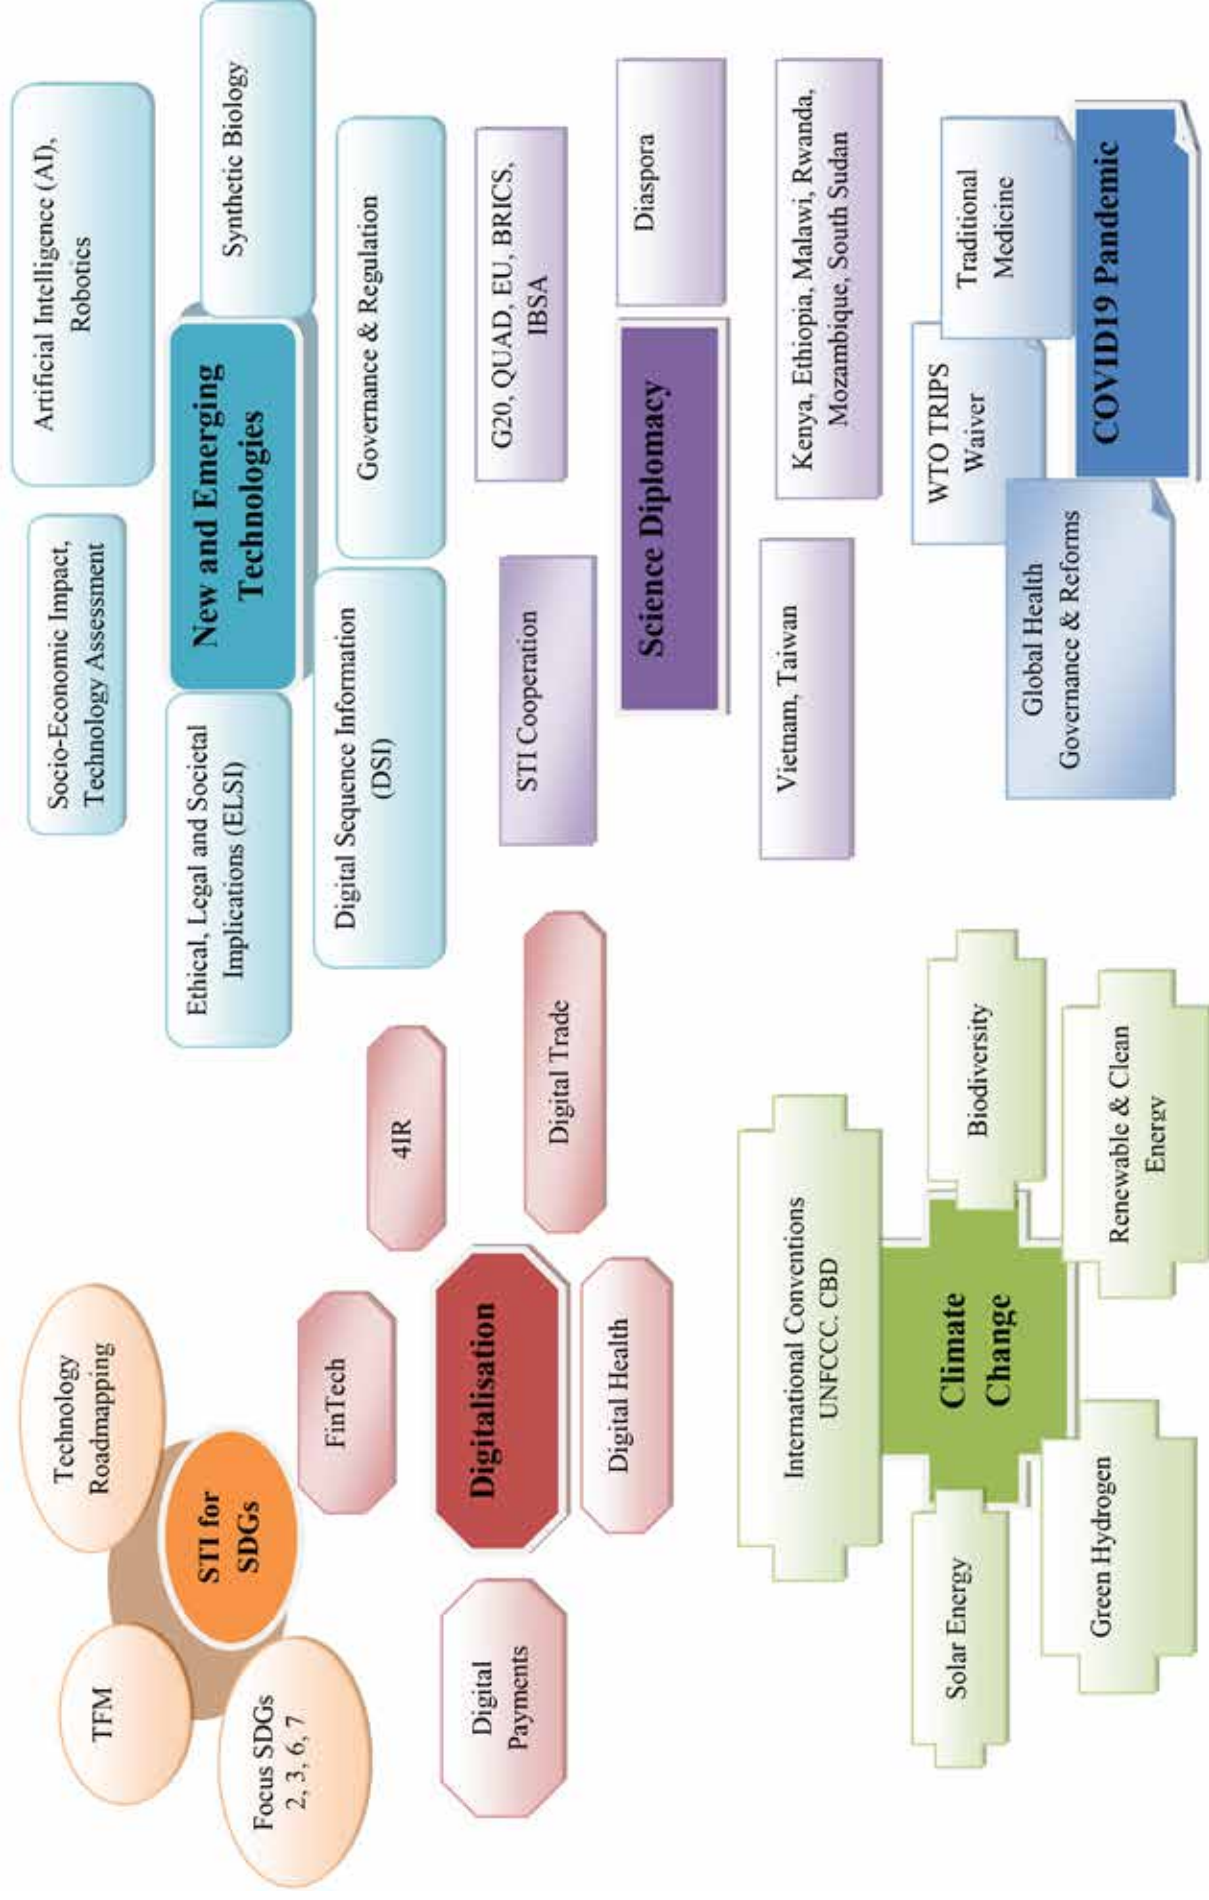 TFM
Technology
Roadmapping
STI for
SDGs
Focus SDGs
2, 3, 6, 7
Socio-Economic Impact,
Technology Assessment
Artificial Intelligence (AI),
Robotics
Ethical, Legal and Societal
Implications (ELSI)
New and Emerging
Technologies
Synthetic Biology
Digital Sequence Information
(DSI)
Governance & Regulation
FinTech
4IR
Digital
Payments
Digitalisation
Digital Trade
Digital Health
STI Cooperation
G20, QUAD, EU, BRICS,
IBSA
Science Diplomacy
Diaspora
Vietnam, Taiwan
Kenya, Ethiopia, Malawi, Rwanda,
Mozambique, South Sudan
International Conventions
UNFCCC. CBD
Solar Energy
Climate
Change
Biodiversity
Green Hydrogen
Renewable & Clean
Energy
WTO TRIPS
Waiver
Traditional
Medicine
Global Health
Governance & Reforms
COVID19 Pandemic